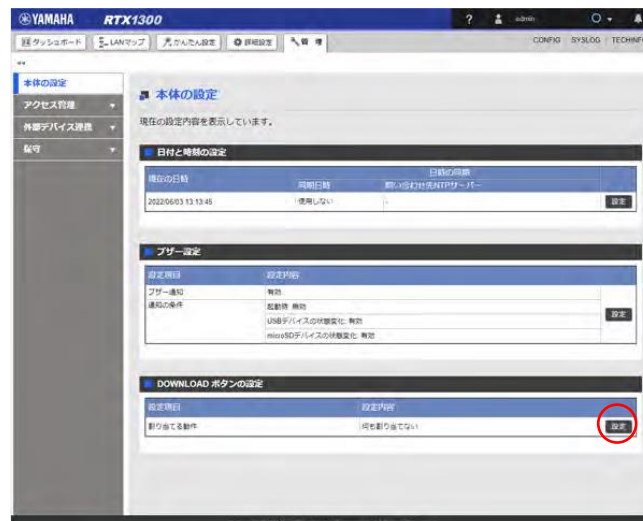 YAMAHA RTX1300 ? admin
ダッシュボード LANマップ かんたん設定 詳細設定 管理 CONFIG SYSLOG TECHINF
本体の設定
アクセス管理
外部デバイス連携
保守
本体の設定
現在の設定内容を表示しています。
日付と時刻の設定
現在の日時 日時の同期
同期日時 問い合わせ先NTPサーバー
2022/06/03 13:13:45 使用しない - 設定
ブザー設定
設定項目 設定内容
ブザー通知 有効
通知の条件 起動時 無効
USBデバイスの状態変化 有効
microSDデバイスの状態変化 有効
設定
DOWNLOAD ボタンの設定
設定項目 設定内容
割り当てる動作 何も割り当てない 設定